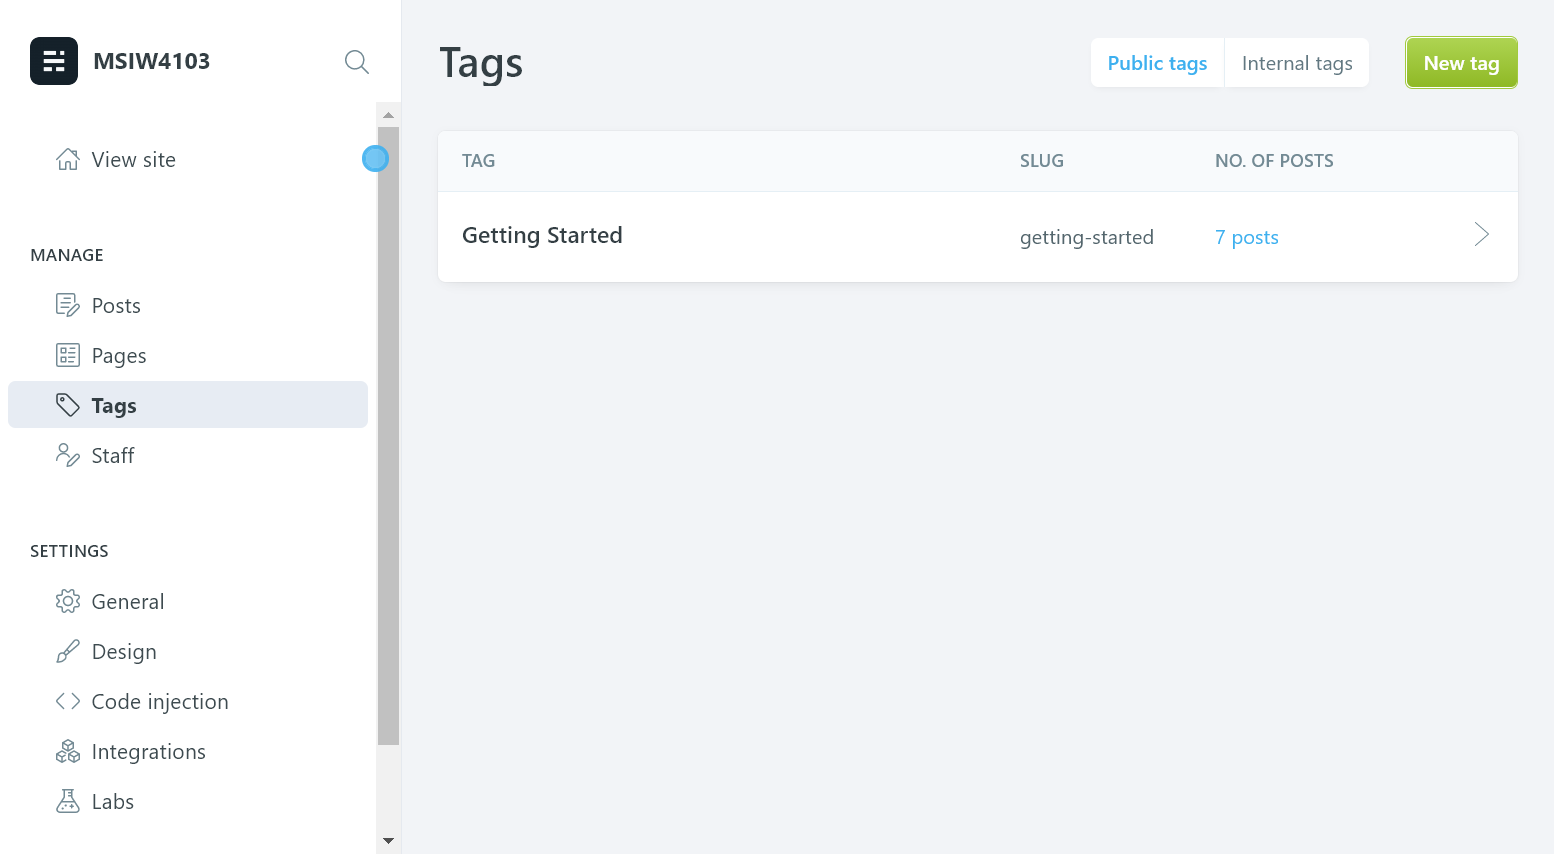 MSIW4103
View site
MANAGE
Posts
Pages
Tags
Staff
SETTINGS
General
Design
Code injection
Integrations
Labs
Tags
Public tags
Internal tags
New tag
TAG SLUG NO. OF POSTS
Getting Started getting-started 7 posts